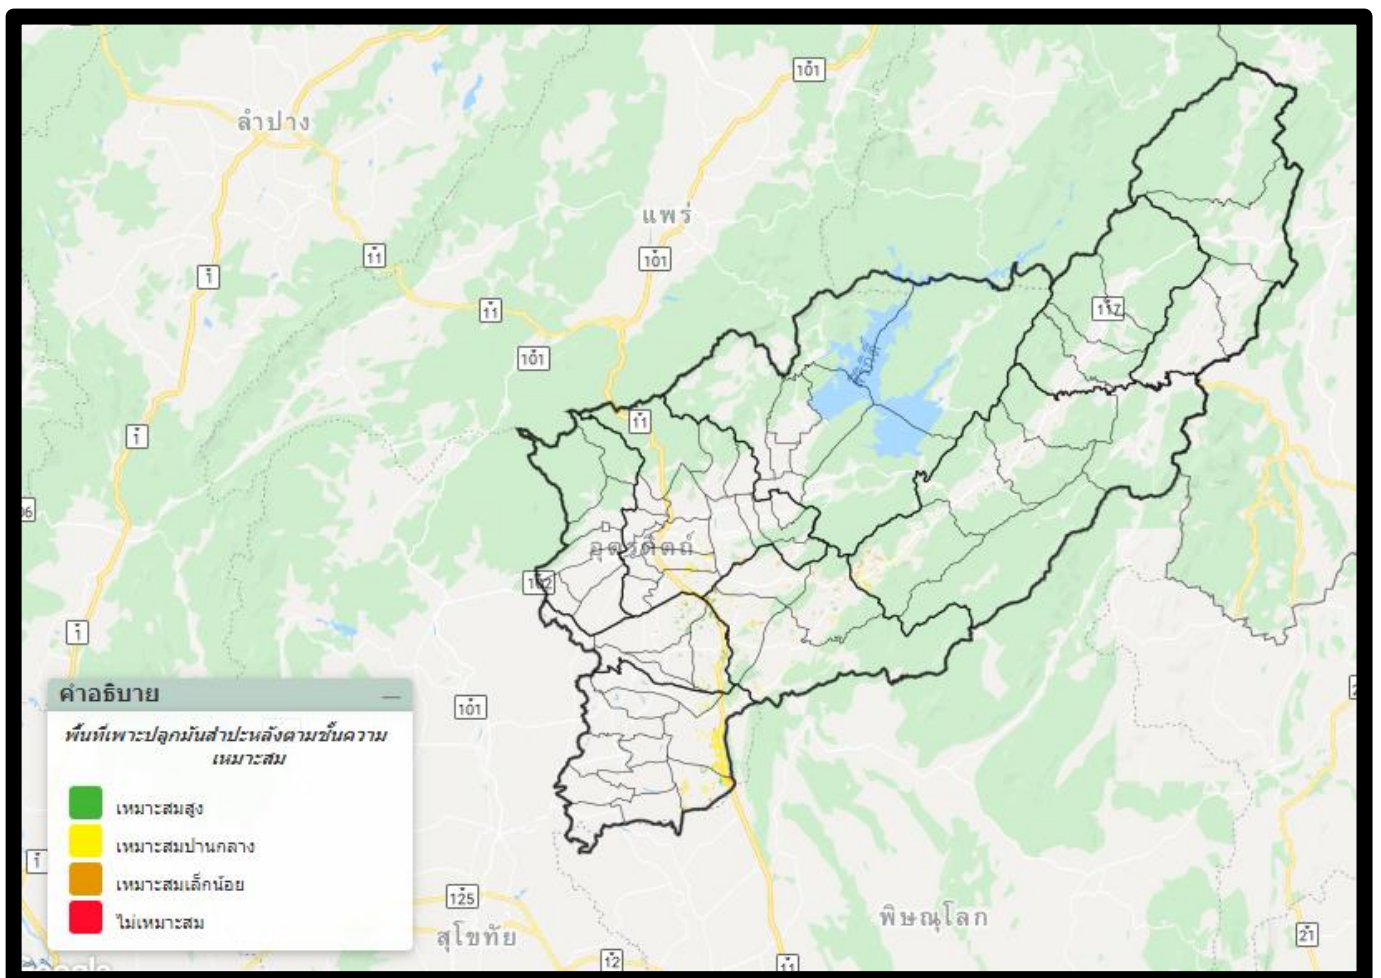 101
ลำปาง
แพร่
11
101
1
11
117
101
สิริกิติ์
11
1
อุตรดิตถ์
102
1
คำอธิบาย
101
พื้นที่เพาะปลูกมันสำปะหลังตามชั้นความ
เหมาะสม
เหมาะสมสูง
เหมาะสมปานกลาง
1
เหมาะสมเล็กน้อย
125
ไม่เหมาะสม
พิษณุโลก
สุโขทัย
21
12
11
Google